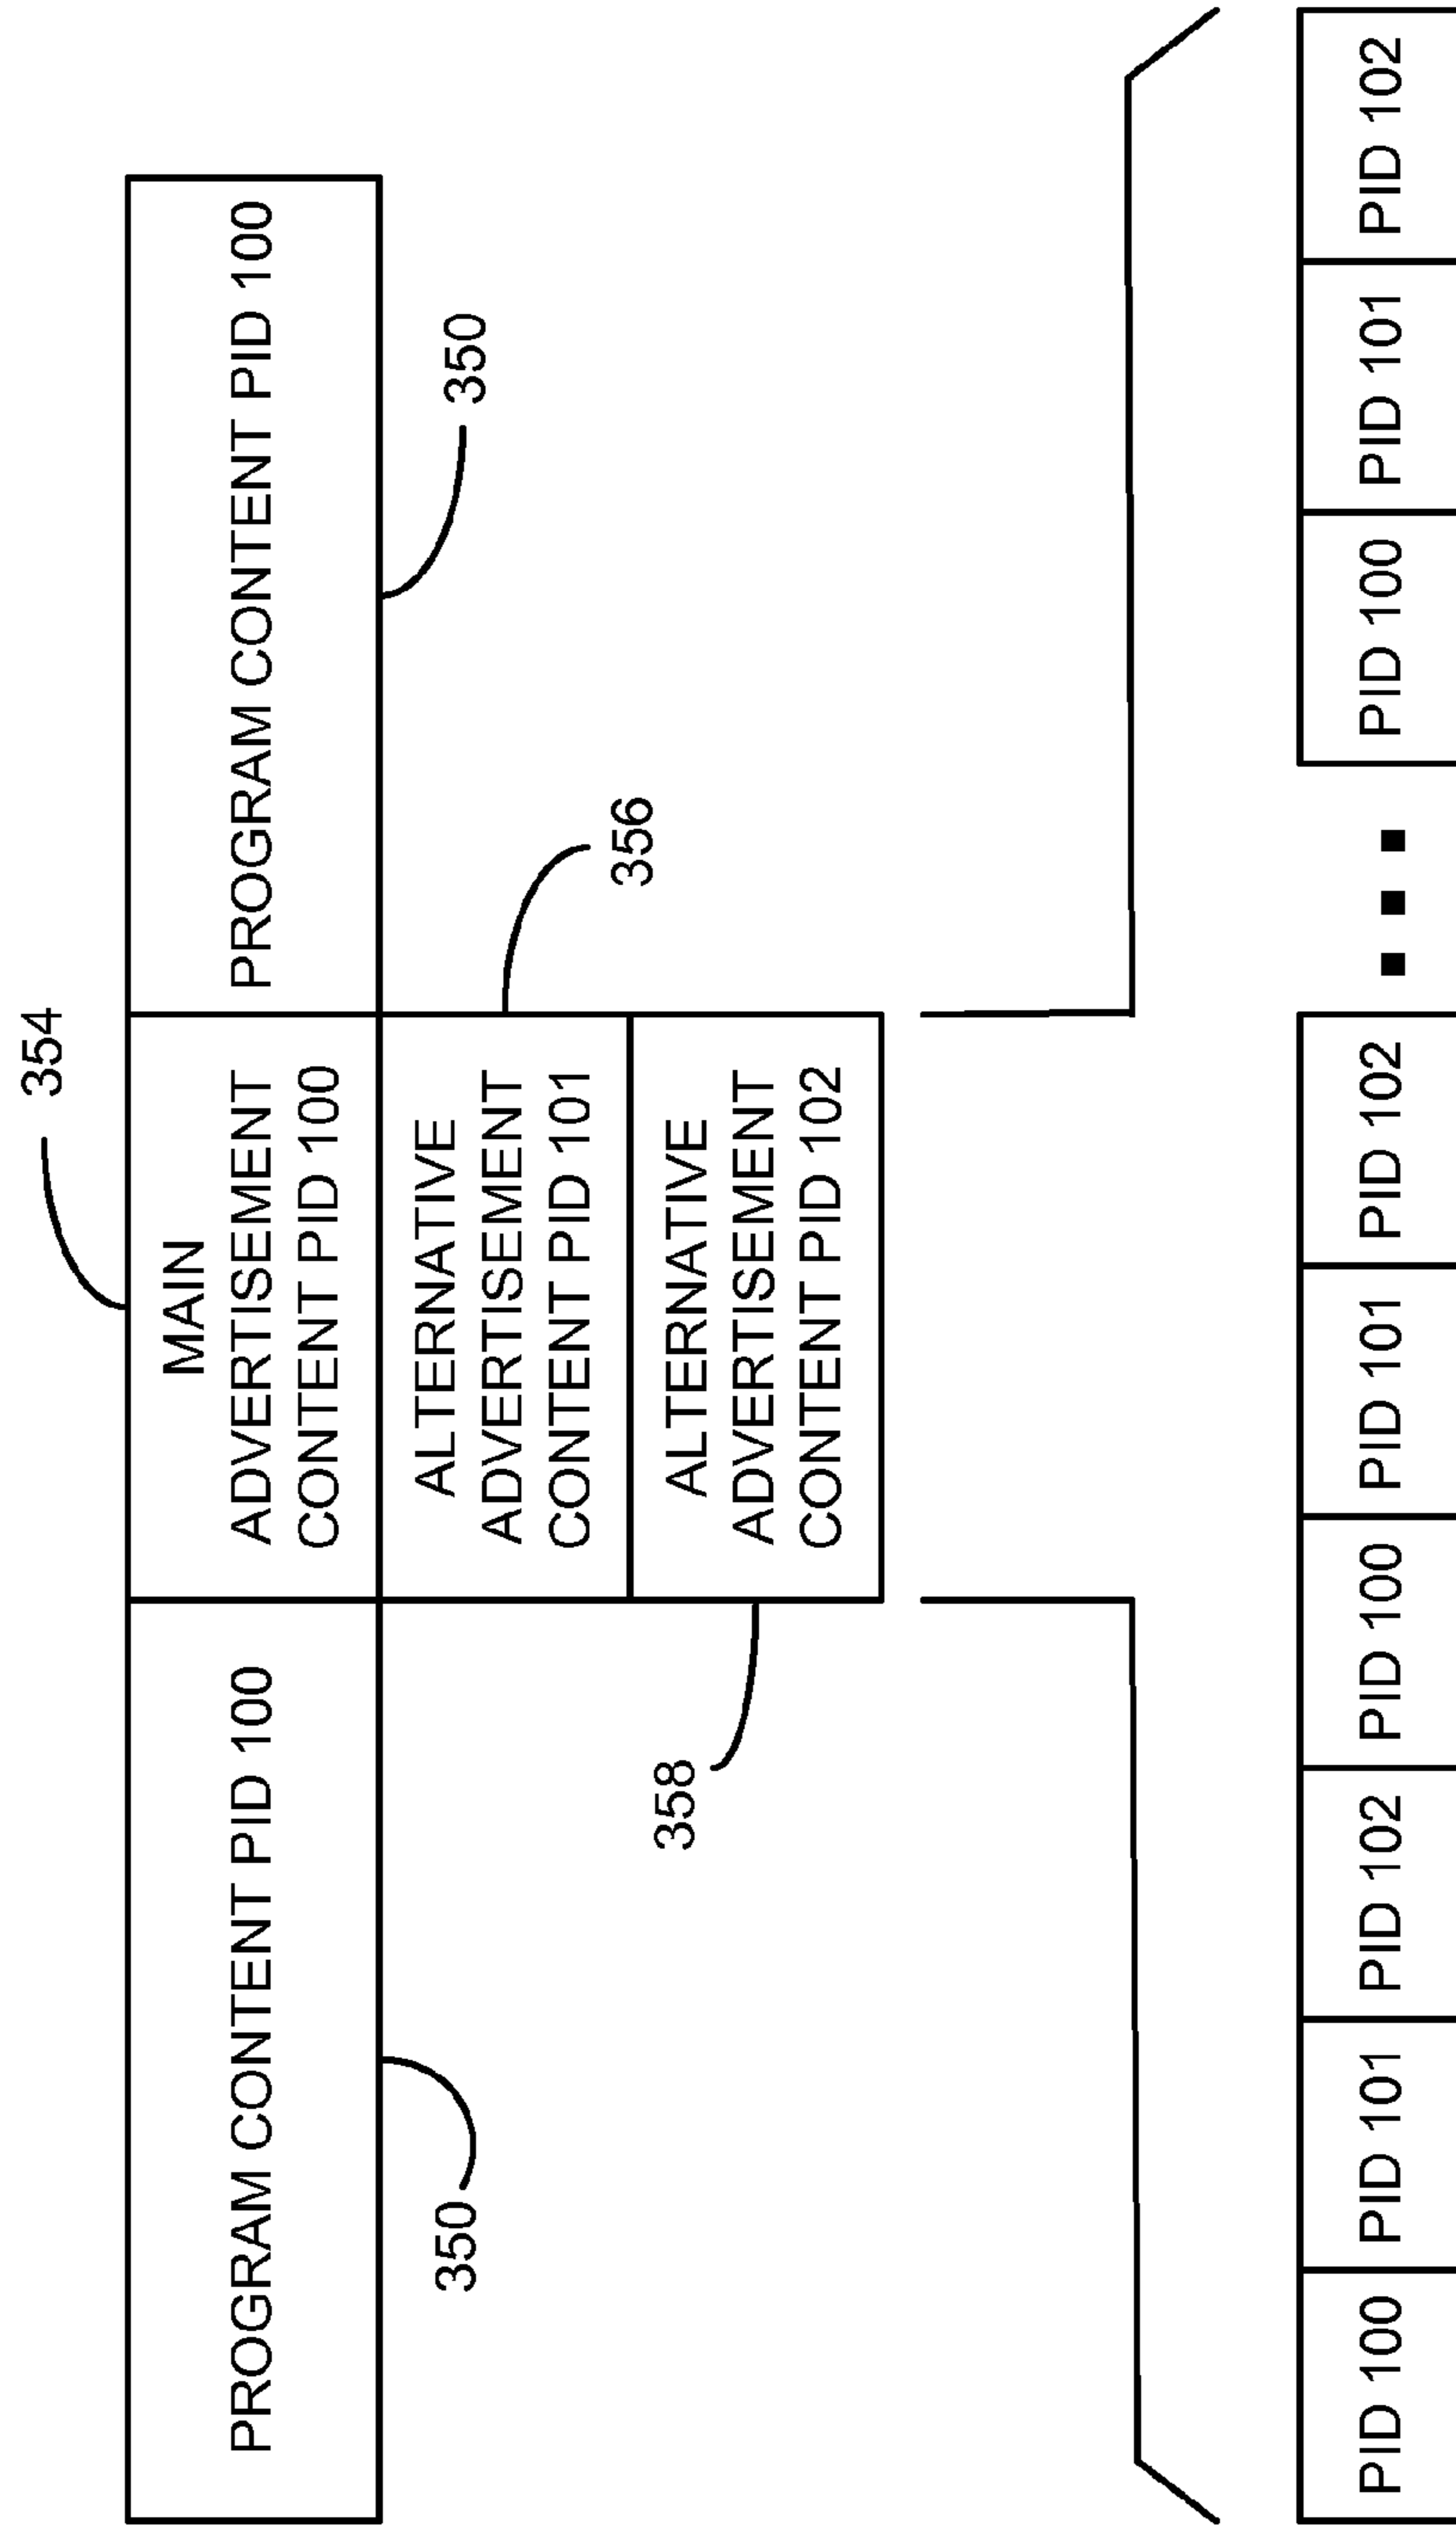 354
PROGRAM CONTENT PID 100
MAIN
ADVERTISEMENT
CONTENT PID 100
PROGRAM CONTENT PID 100
350
ALTERNATIVE
ADVERTISEMENT
CONTENT PID 101
350
356
ALTERNATIVE
ADVERTISEMENT
CONTENT PID 102
358
PID 100
PID 101
PID 102
PID 100
PID 101
PID 102
PID 100
PID 101
PID 102